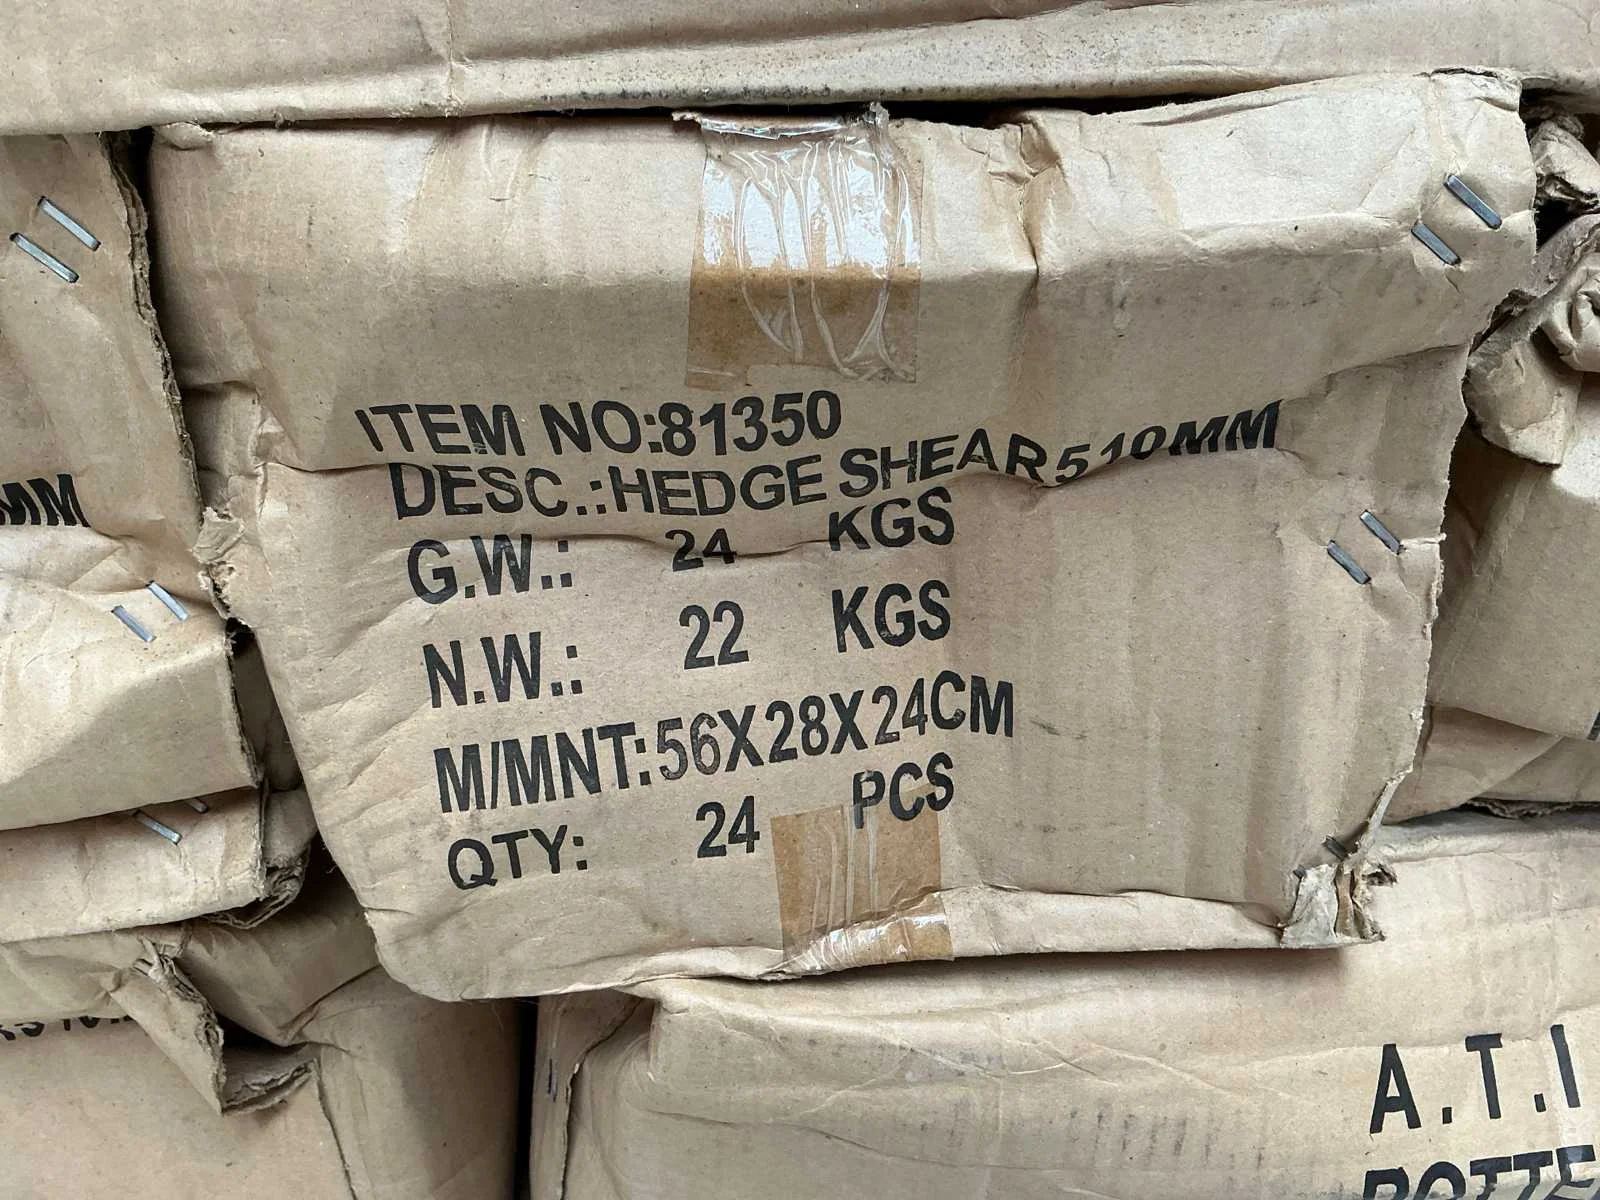 ITEM NO:81350
DESC.:HEDGE SHEAR 510MM
G.W.: 24 KGS
N.W.: 22 KGS
M/MNT:56X28X24CM
QTY: 24 PCS
MM
A.T.I